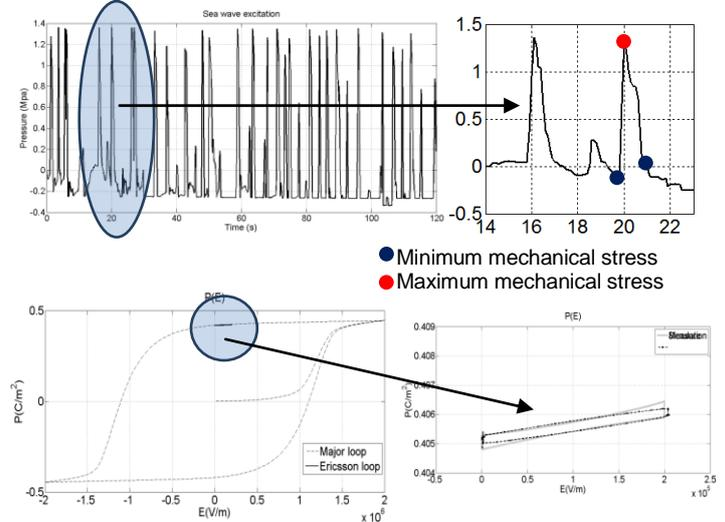 Sea wave excitation
Pressure (Mpa)
1.4
1.2
1
0.8
0.6
0.4
0.2
0
-0.2
-0.4
0 20 40 60 80 100 120
Time (s)
1.5
1
0.5
0
-0.5
14 16 18 20 22
Minimum mechanical stress
Maximum mechanical stress
P(E)
P(C/m²)
0.5
0
-0.5
-2 -1.5 -1 -0.5 0 0.5 1 1.5 2
x 10⁶
E(V/m)
Major loop
Ericsson loop
P(E)
P(C/m²)
0.409
0.408
0.407
0.406
0.405
0.404
-0.5 0 0.5 1 1.5 2 2.5
x 10⁵
E(V/m)